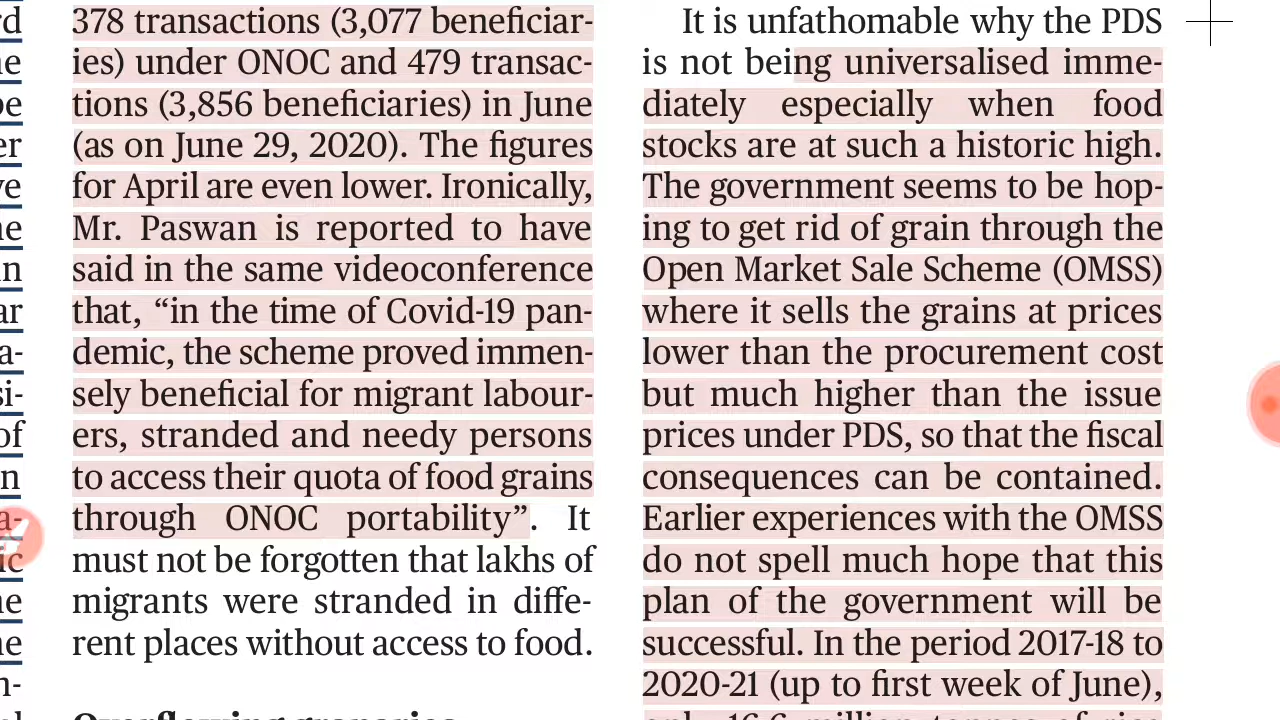 378 transactions (3,077 beneficiar-
ies) under ONOC and 479 transac-
tions (3,856 beneficiaries) in June
(as on June 29, 2020). The figures
for April are even lower. Ironically,
Mr. Paswan is reported to have
said in the same videoconference
that, “in the time of Covid-19 pan-
demic, the scheme proved immen-
sely beneficial for migrant labour-
ers, stranded and needy persons
to access their quota of food grains
through ONOC portability”. It
must not be forgotten that lakhs of
migrants were stranded in diffe-
rent places without access to food.
Overflowing granaries
It is unfathomable why the PDS
is not being universalised imme-
diately especially when food
stocks are at such a historic high.
The government seems to be hop-
ing to get rid of grain through the
Open Market Sale Scheme (OMSS)
where it sells the grains at prices
lower than the procurement cost
but much higher than the issue
prices under PDS, so that the fiscal
consequences can be contained.
Earlier experiences with the OMSS
do not spell much hope that this
plan of the government will be
successful. In the period 2017-18 to
2020-21 (up to first week of June),
only 16.6 million tonnes of rice